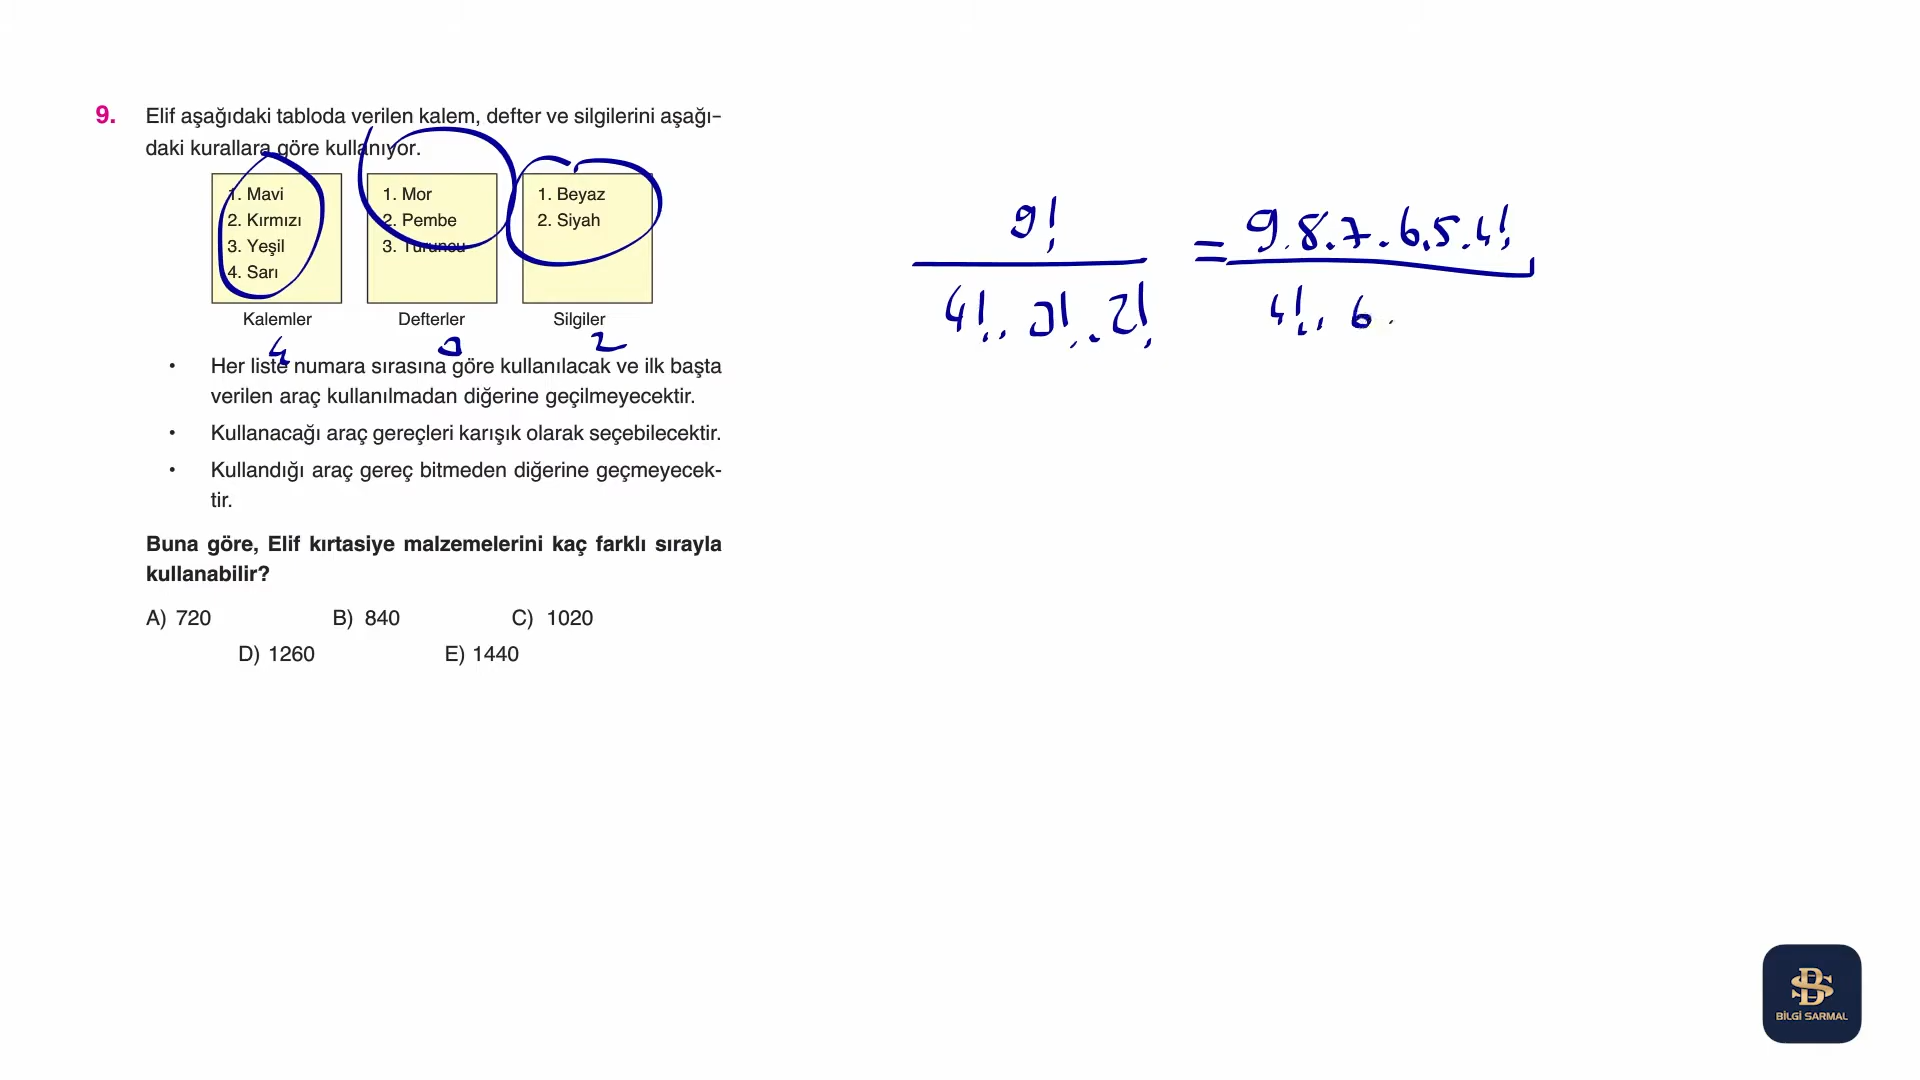 9. Elif aşağıdaki tabloda verilen kalem, defter ve silgilerini aşağı-
daki kurallara göre kullanıyor.
1. Mavi
2. Kırmızı
3. Yeşil
4. Sarı
Kalemler
4
1. Mor
2. Pembe
3. Turuncu
Defterler
3
1. Beyaz
2. Siyah
Silgiler
2
• Her liste numara sırasına göre kullanılacak ve ilk başta
verilen araç kullanılmadan diğerine geçilmeyecektir.
• Kullanacağı araç gereçleri karışık olarak seçebilecektir.
• Kullandığı araç gereç bitmeden diğerine geçmeyecek-
tir.
Buna göre, Elif kırtasiye malzemelerini kaç farklı sırayla
kullanabilir?
A) 720 B) 840 C) 1020
D) 1260 E) 1440
9!
4! . 3! . 2!
= 9.8.7.6.5.4!
4! . 6 .
BS
BİLGİ SARMAL